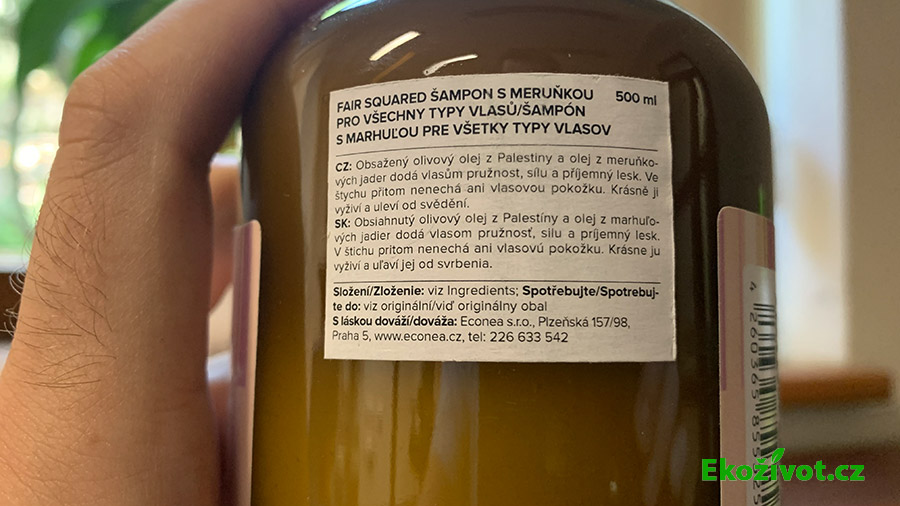 FAIR SQUARED ŠAMPON S MERUŇKOU 500 ml
PRO VŠECHNY TYPY VLASŮ/ŠAMPÓN
S MARHUĽOU PRE VŠETKY TYPY VLASOV
CZ: Obsažený olivový olej z Palestiny a olej z meruňko-
vých jader dodá vlasům pružnost, sílu a příjemný lesk. Ve
štychu přitom nenechá ani vlasovou pokožku. Krásně ji
vyživí a uleví od svědění.
SK: Obsiahnutý olivový olej z Palestíny a olej z marhuľo-
vých jadier dodá vlasom pružnosť, silu a príjemný lesk.
V štichu pritom nenechá ani vlasovú pokožku. Krásne ju
vyživí a uľaví jej od svrbenia.
Složení/Zloženie: viz Ingredients; Spotřebujte/Spotrebuj-
te do: viz originální/viď originálny obal
S láskou dováží/dováža: Econea s.r.o., Plzeňská 157/98,
Praha 5, www.econea.cz, tel: 226 633 542
Ekoživot.cz